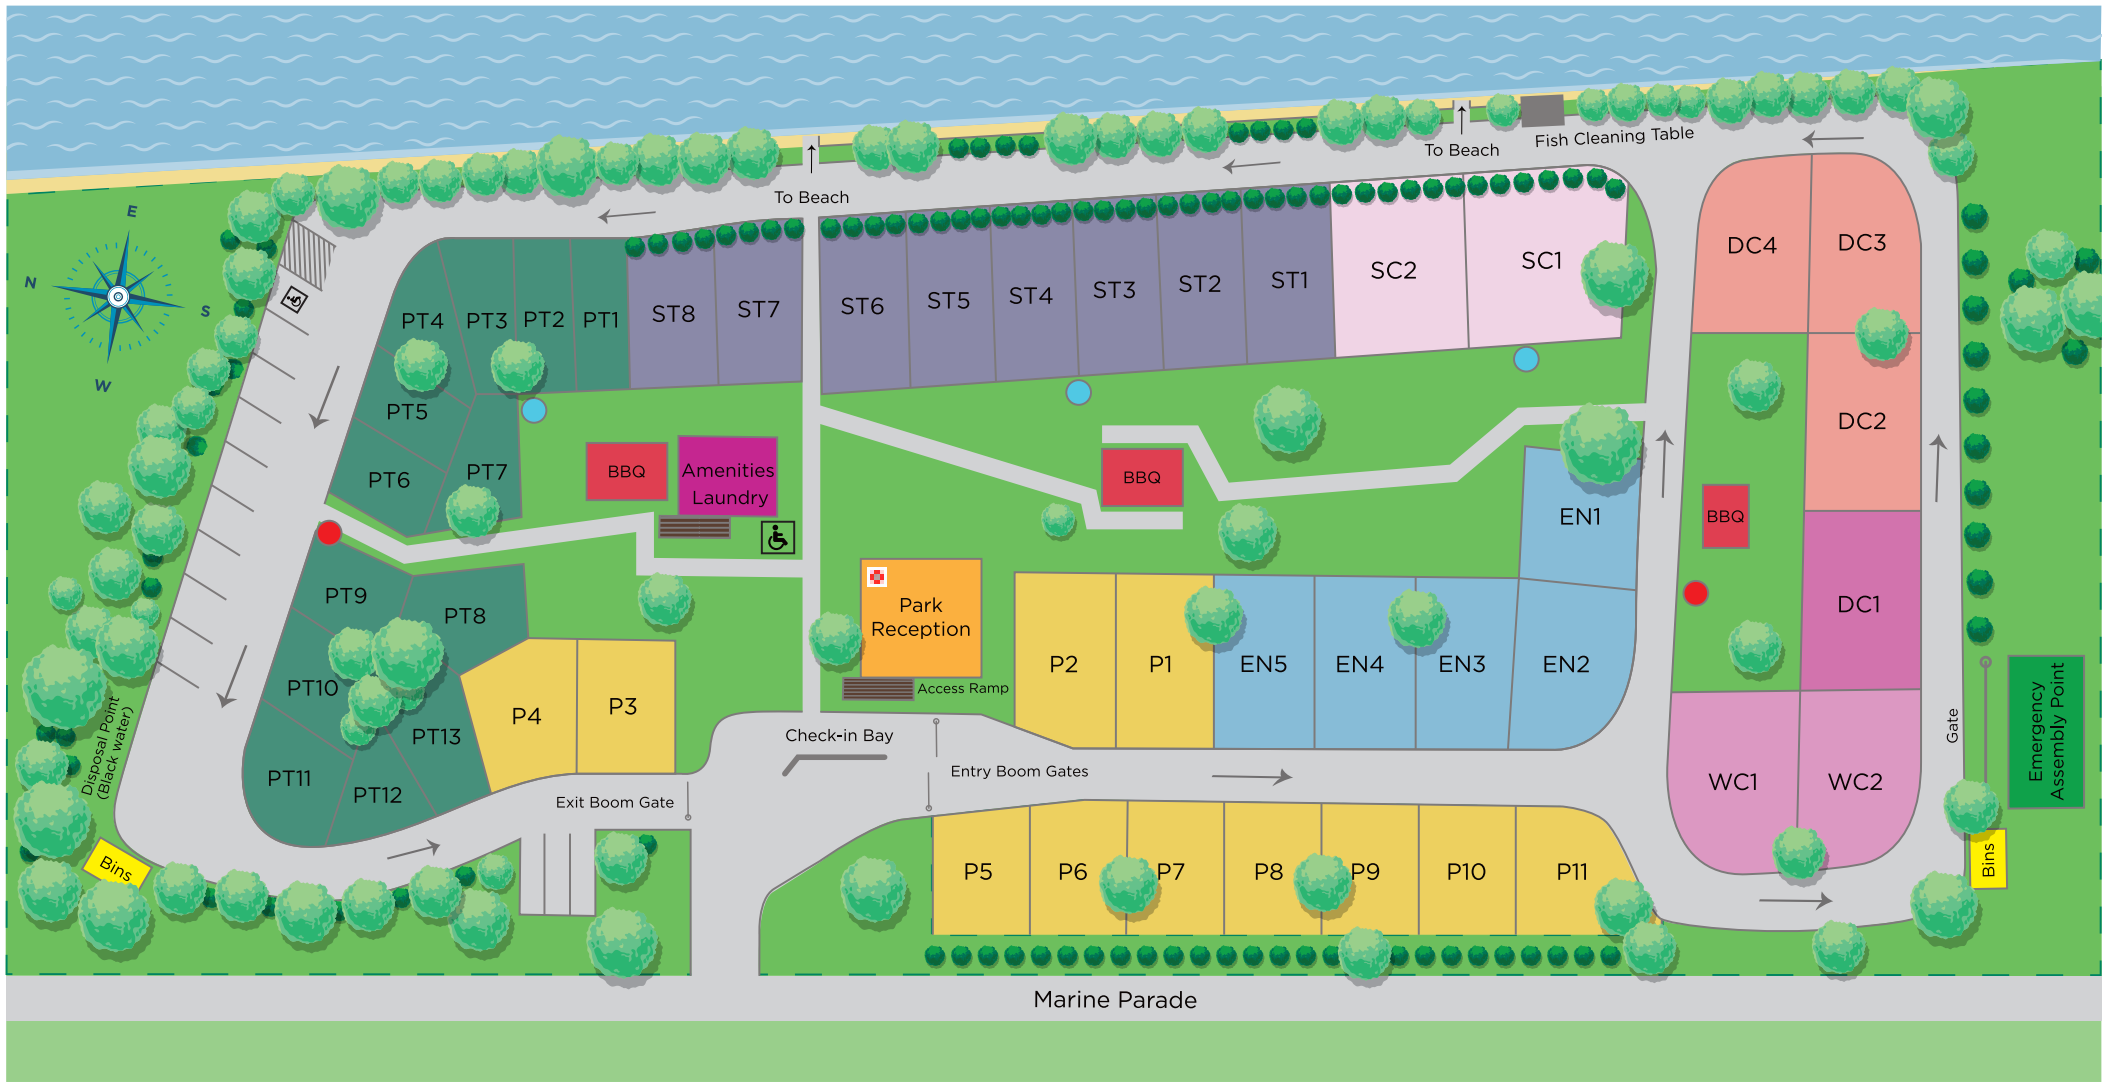 Fish Cleaning Table
To Beach
To Beach
E
N
S
W
DC4
DC3
SC2
SC1
ST8
ST7
ST6
ST5
ST4
ST3
ST2
ST1
PT4
PT3
PT2
PT1
PT5
PT6
PT7
DC2
BBQ
Amenities
Laundry
BBQ
BBQ
EN1
PT9
PT8
Park
Reception
DC1
PT10
P4
P3
P2
P1
EN5
EN4
EN3
EN2
Access Ramp
PT13
PT11
PT12
Disposal Point
(Black water)
Check-in Bay
Entry Boom Gates
Exit Boom Gate
WC1
WC2
Gate
Emergency
Assembly Point
Bins
P5
P6
P7
P8
P9
P10
P11
Bins
Marine Parade